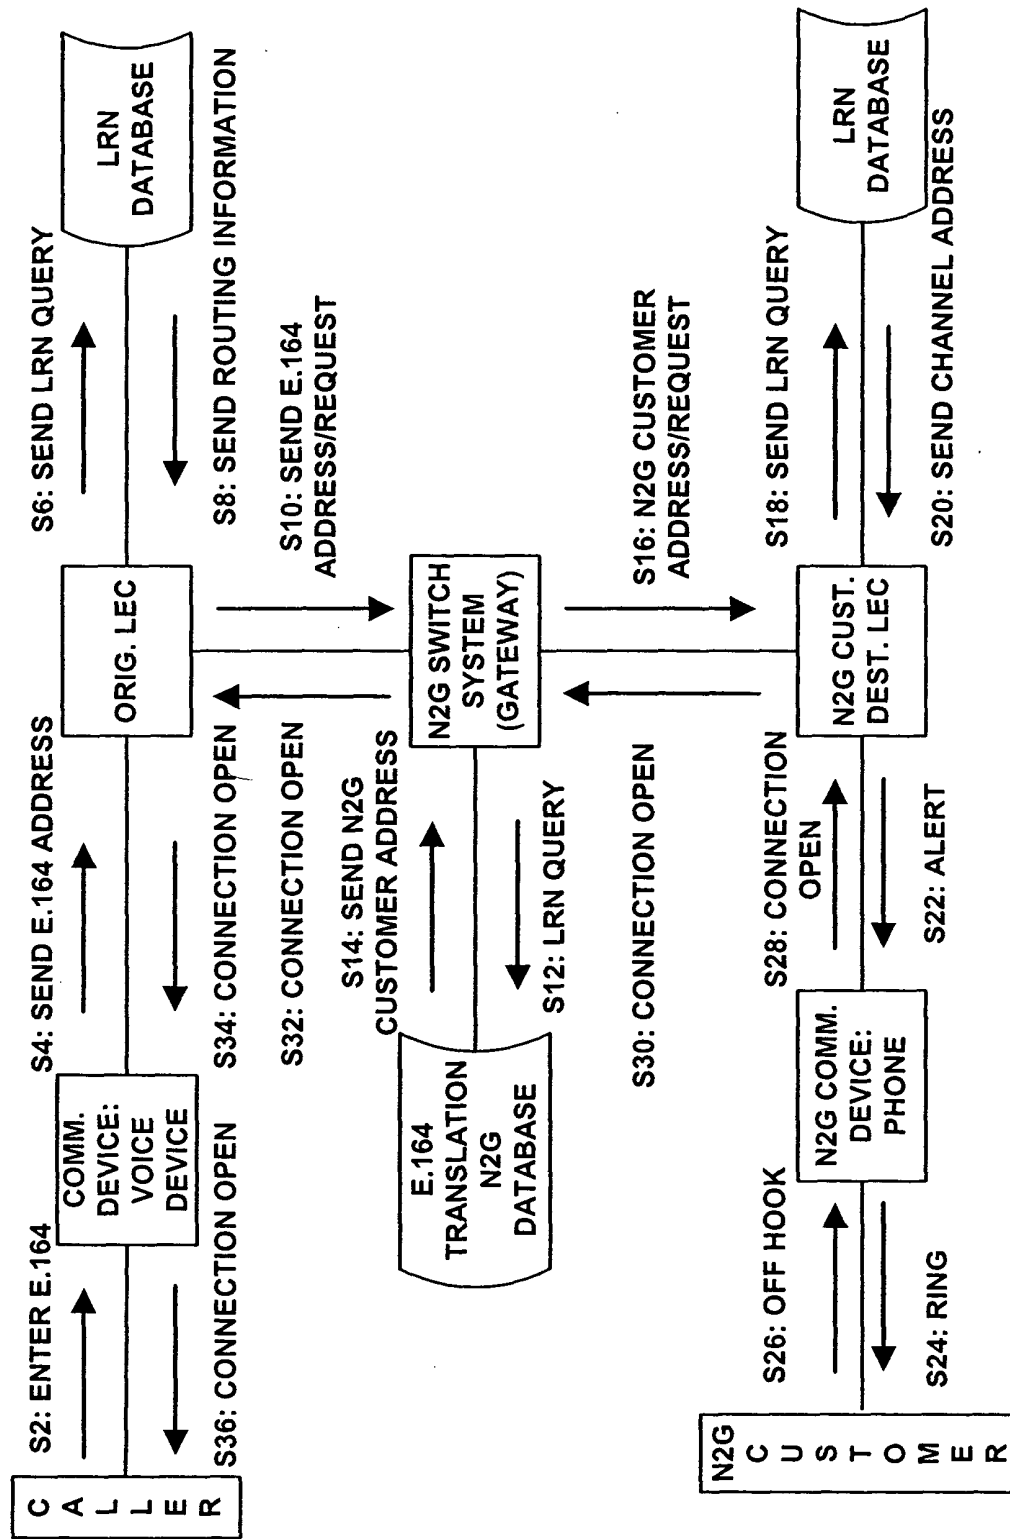 S2: ENTER E.164
S4: SEND E.164 ADDRESS
S6: SEND LRN QUERY
C
A
L
L
E
R
COMM.
DEVICE:
VOICE
DEVICE
ORIG. LEC
LRN
DATABASE
S36: CONNECTION OPEN
S34: CONNECTION OPEN
S8: SEND ROUTING INFORMATION
S32: CONNECTION OPEN
S10: SEND E.164
ADDRESS/REQUEST
S14: SEND N2G
CUSTOMER ADDRESS
E.164
TRANSLATION
N2G
DATABASE
N2G SWITCH
SYSTEM
(GATEWAY)
S12: LRN QUERY
S30: CONNECTION OPEN
S16: N2G CUSTOMER
ADDRESS/REQUEST
S26: OFF HOOK
S28: CONNECTION
OPEN
S18: SEND LRN QUERY
N2G
C
U
S
T
O
M
E
R
N2G COMM.
DEVICE:
PHONE
N2G CUST.
DEST. LEC
LRN
DATABASE
S24: RING
S22: ALERT
S20: SEND CHANNEL ADDRESS